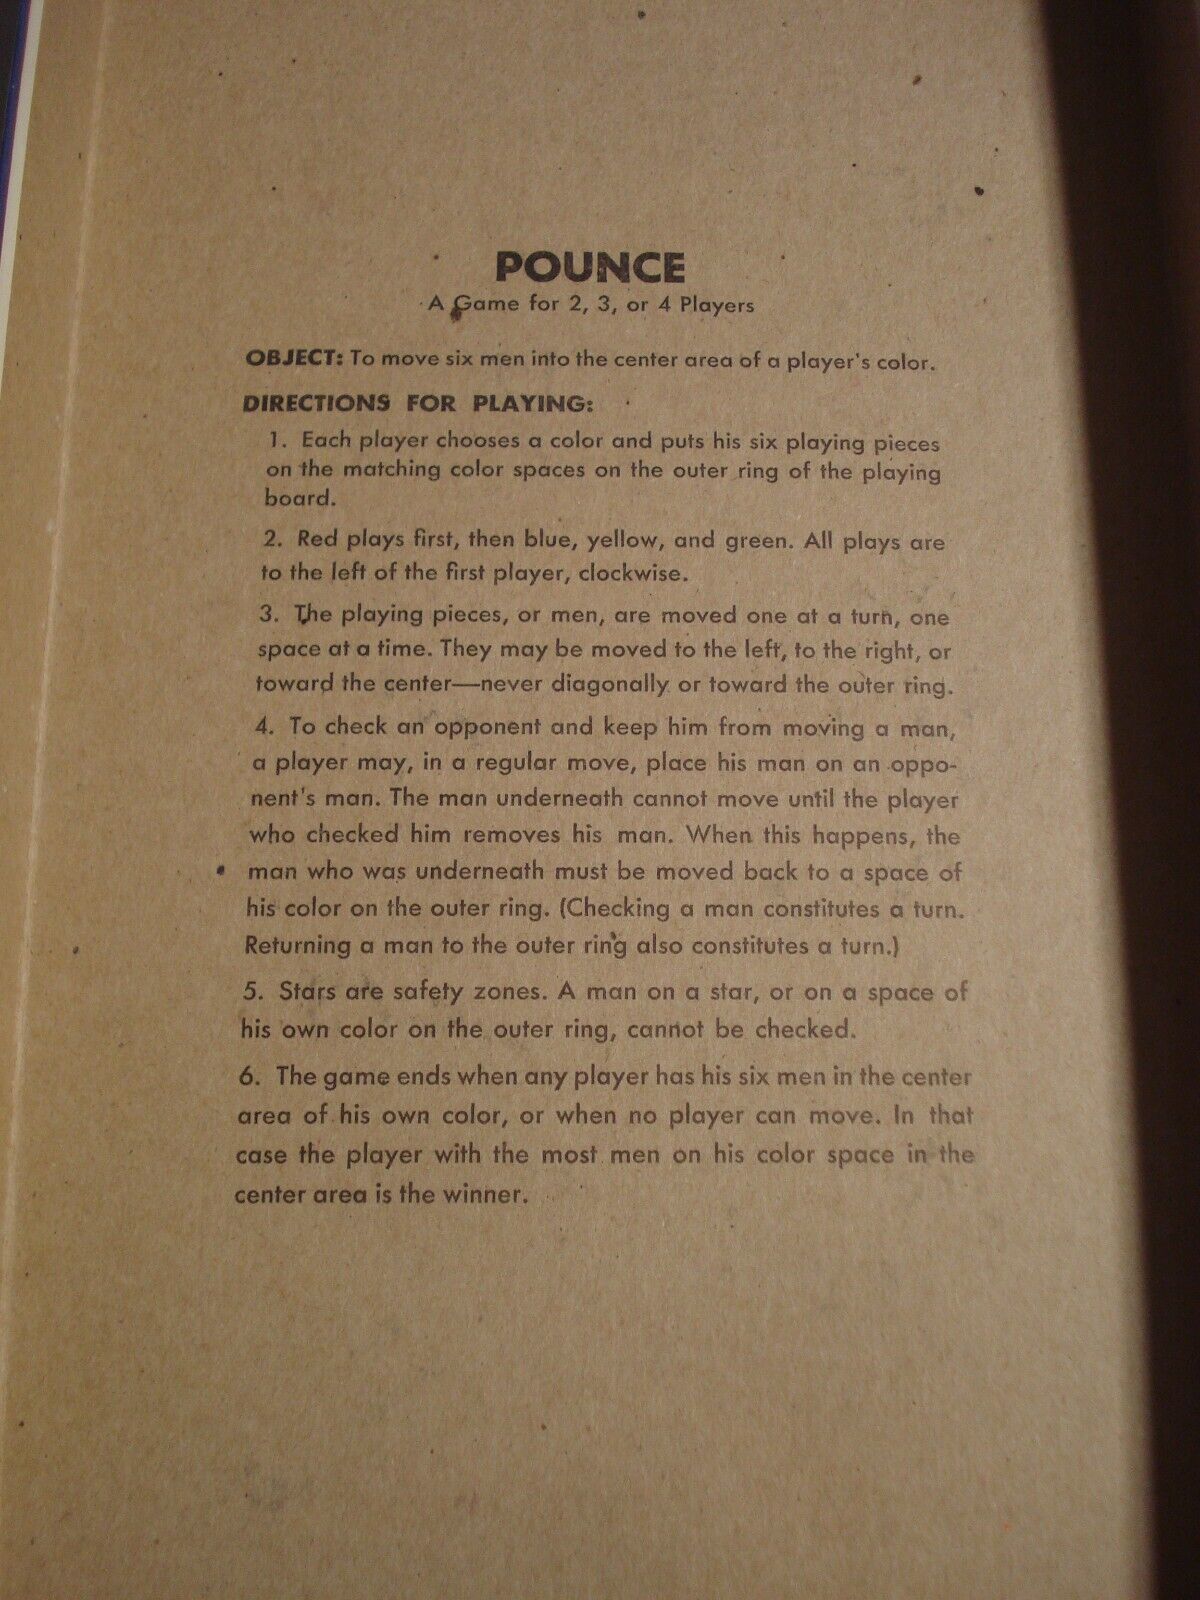 POUNCE
A Game for 2, 3, or 4 Players
OBJECT: To move six men into the center area of a player's color.
DIRECTIONS FOR PLAYING:
1. Each player chooses a color and puts his six playing pieces
on the matching color spaces on the outer ring of the playing
board.
2. Red plays first, then blue, yellow, and green. All plays are
to the left of the first player, clockwise.
3. The playing pieces, or men, are moved one at a turn, one
space at a time. They may be moved to the left, to the right, or
toward the center—never diagonally or toward the outer ring.
4. To check an opponent and keep him from moving a man,
a player may, in a regular move, place his man on an oppo-
nent's man. The man underneath cannot move until the player
who checked him removes his man. When this happens, the
man who was underneath must be moved back to a space of
his color on the outer ring. (Checking a man constitutes a turn.
Returning a man to the outer ring also constitutes a turn.)
5. Stars are safety zones. A man on a star, or on a space of
his own color on the outer ring, cannot be checked.
6. The game ends when any player has his six men in the center
area of his own color, or when no player can move. In that
case the player with the most men on his color space in the
center area is the winner.